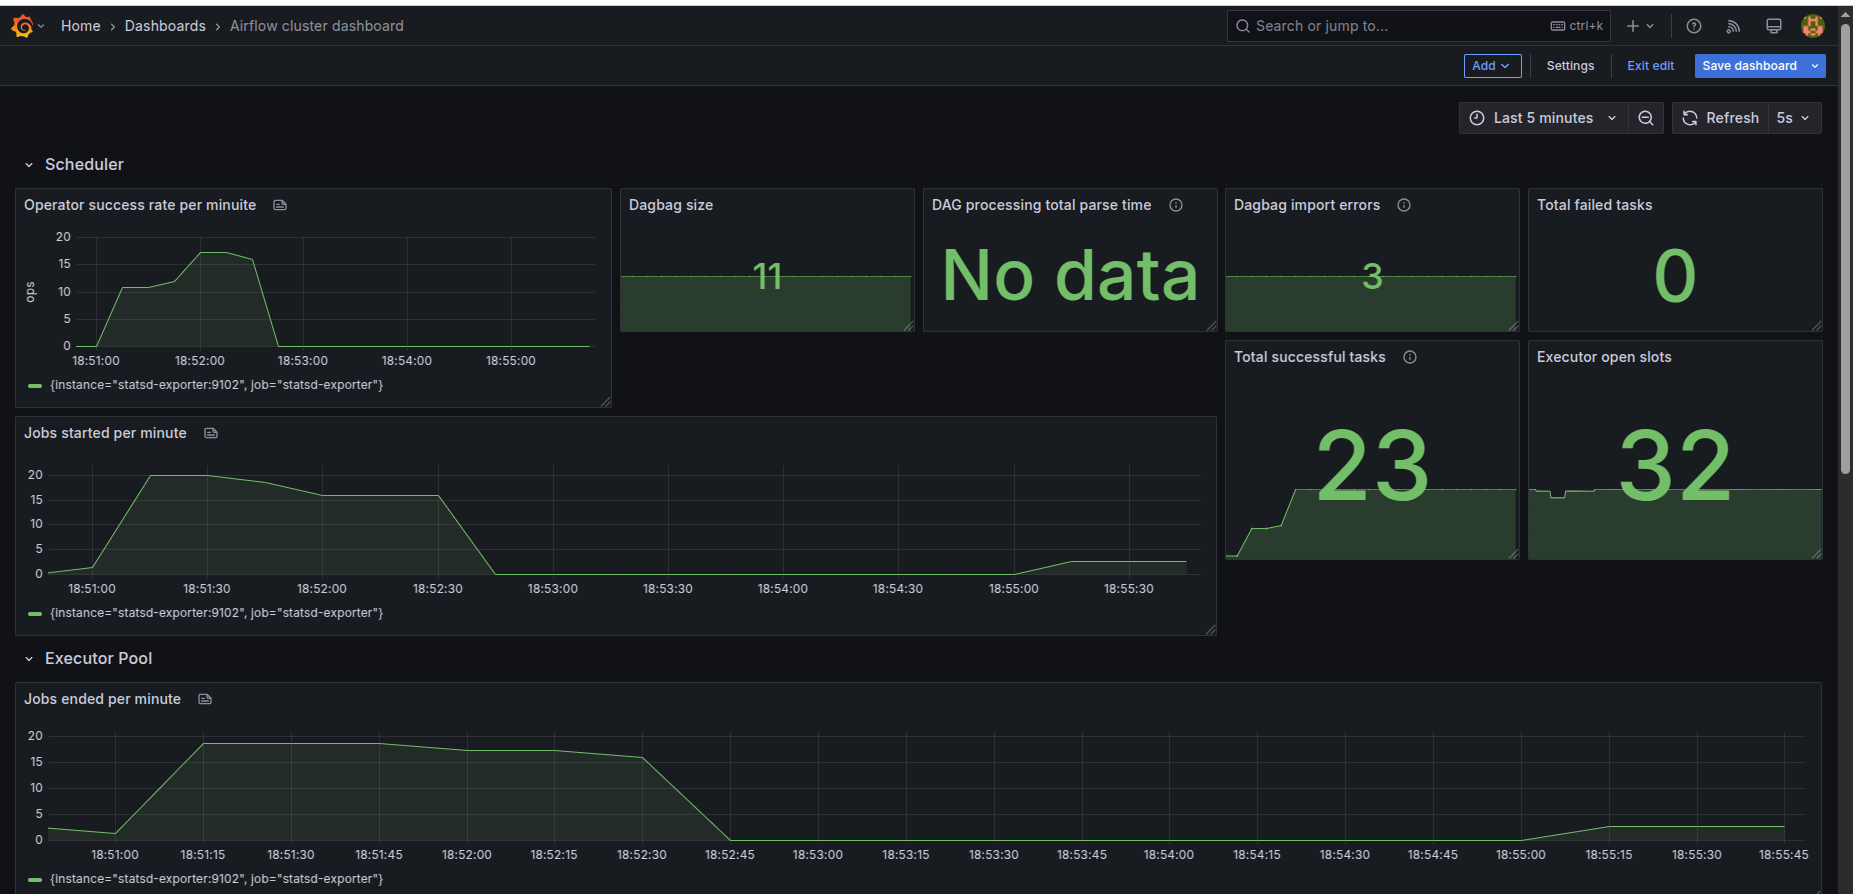 Home › Dashboards › Airflow cluster dashboard
Search or jump to... ctrl+k
Add
Settings
Exit edit
Save dashboard
Last 5 minutes
Refresh 5s
Scheduler
Operator success rate per minuite
ops
20
15
10
5
0
18:51:00 18:52:00 18:53:00 18:54:00 18:55:00
{instance="statsd-exporter:9102", job="statsd-exporter"}
Dagbag size
11
DAG processing total parse time
No data
Dagbag import errors
3
Total failed tasks
0
Jobs started per minute
20
15
10
5
0
18:51:00 18:51:30 18:52:00 18:52:30 18:53:00 18:53:30 18:54:00 18:54:30 18:55:00 18:55:30
{instance="statsd-exporter:9102", job="statsd-exporter"}
Total successful tasks
23
Executor open slots
32
Executor Pool
Jobs ended per minute
20
15
10
5
0
18:51:00 18:51:15 18:51:30 18:51:45 18:52:00 18:52:15 18:52:30 18:52:45 18:53:00 18:53:15 18:53:30 18:53:45 18:54:00 18:54:15 18:54:30 18:54:45 18:55:00 18:55:15 18:55:30 18:55:45
{instance="statsd-exporter:9102", job="statsd-exporter"}